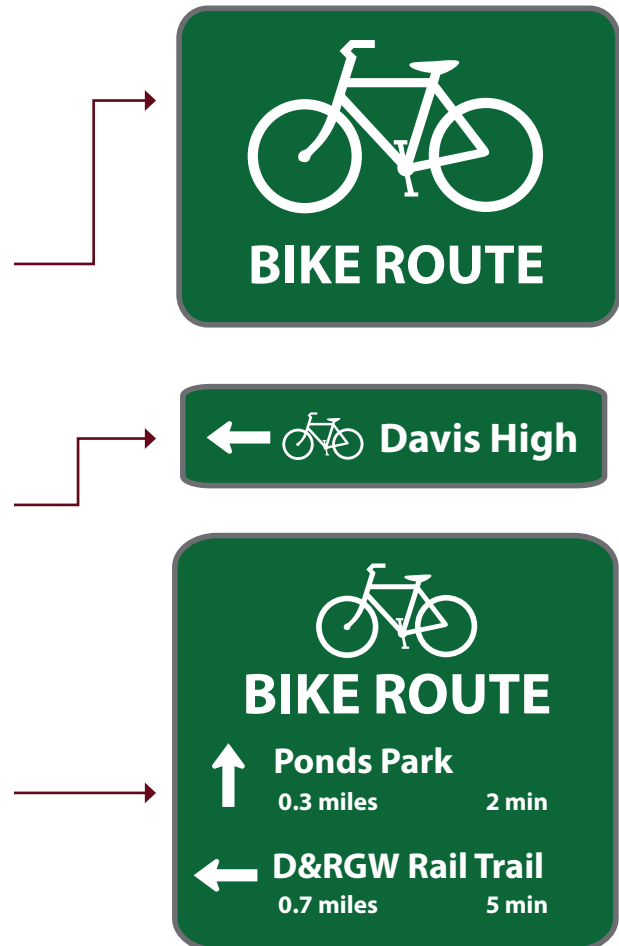 BIKE ROUTE
Davis High
BIKE ROUTE
Ponds Park
0.3 miles 2 min
D&RGW Rail Trail
0.7 miles 5 min